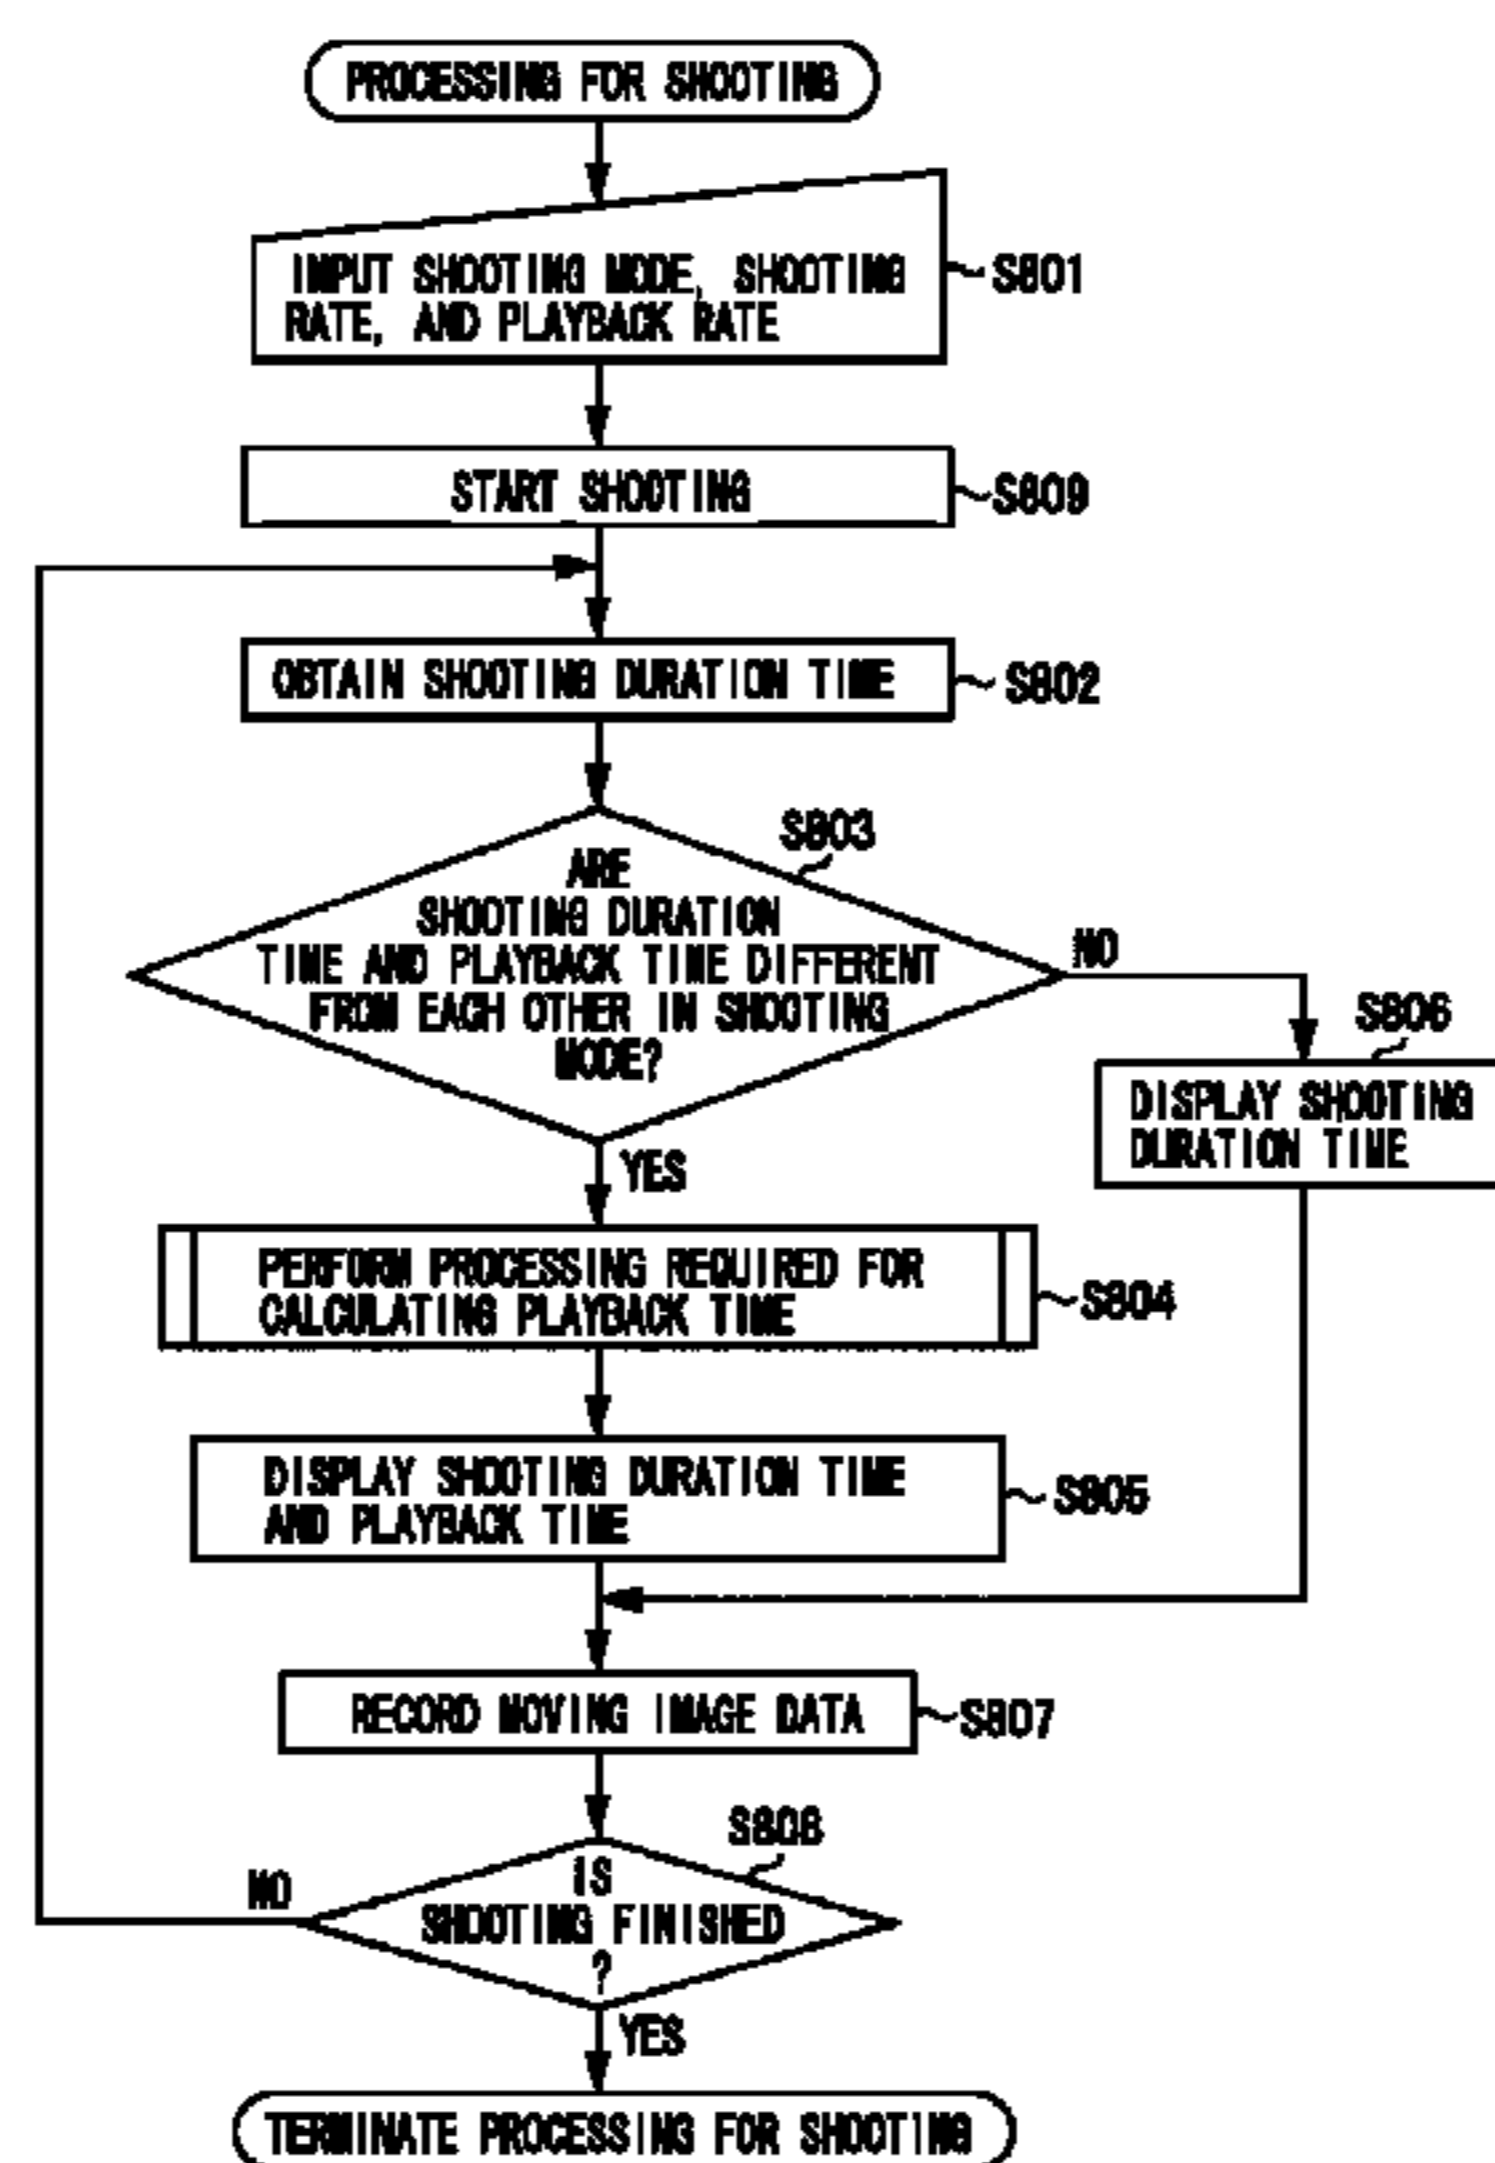 PROCESSING FOR SHOOTING
INPUT SHOOTING MODE, SHOOTING
RATE, AND PLAYBACK RATE
S801
START SHOOTING
S809
OBTAIN SHOOTING DURATION TIME
S802
S803
ARE
SHOOTING DURATION
TIME AND PLAYBACK TIME DIFFERENT
FROM EACH OTHER IN SHOOTING
MODE?
NO
S806
DISPLAY SHOOTING
DURATION TIME
YES
PERFORM PROCESSING REQUIRED FOR
CALCULATING PLAYBACK TIME
S804
DISPLAY SHOOTING DURATION TIME
AND PLAYBACK TIME
S805
RECORD MOVING IMAGE DATA
S807
S808
NO
IS
SHOOTING FINISHED
?
YES
TERMINATE PROCESSING FOR SHOOTING